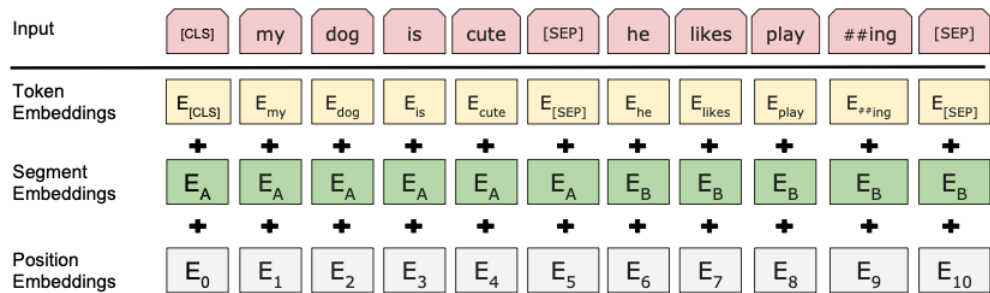 Input [CLS] my dog is cute [SEP] he likes play ##ing [SEP]
Token Embeddings E[CLS] Emy Edog Eis Ecute E[SEP] Ehe Elikes Eplay E##ing E[SEP]
+ + + + + + + + + + +
Segment Embeddings EA EA EA EA EA EA EB EB EB EB EB
+ + + + + + + + + + +
Position Embeddings E0 E1 E2 E3 E4 E5 E6 E7 E8 E9 E10